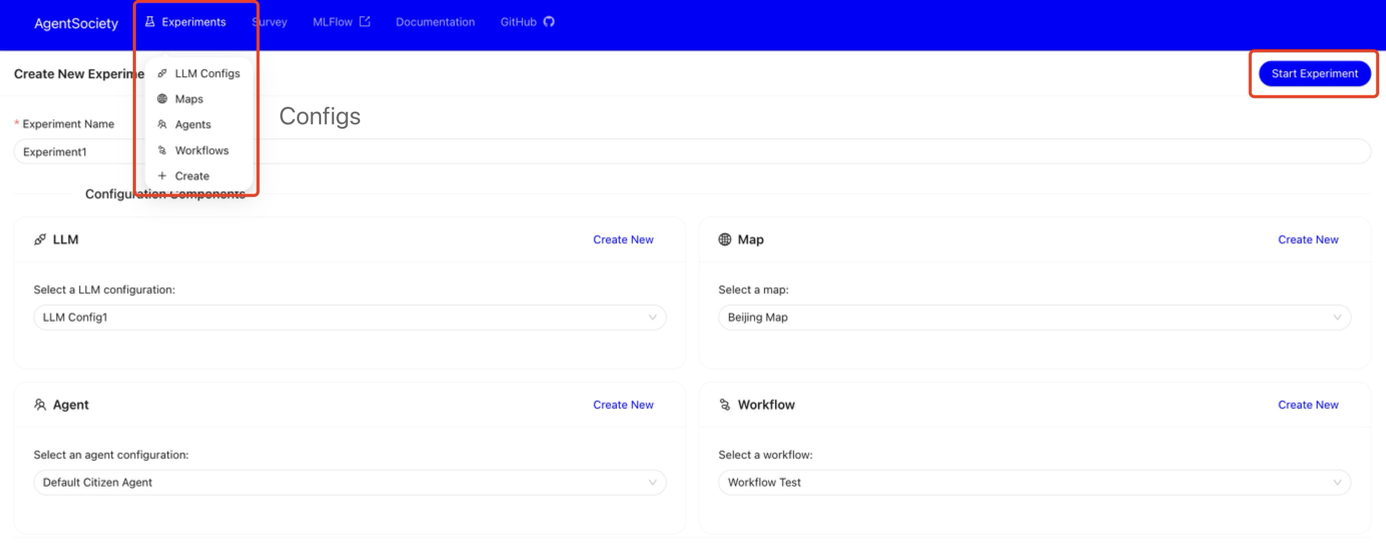 AgentSociety Experiments Survey MLFlow Documentation GitHub
LLM Configs
Maps
Agents
Workflows
Create
Create New Experime
Start Experiment
Configs
* Experiment Name
Experiment1
Configuration Components
LLM Create New
Select a LLM configuration:
LLM Config1
Map Create New
Select a map:
Beijing Map
Agent Create New
Select an agent configuration:
Default Citizen Agent
Workflow Create New
Select a workflow:
Workflow Test